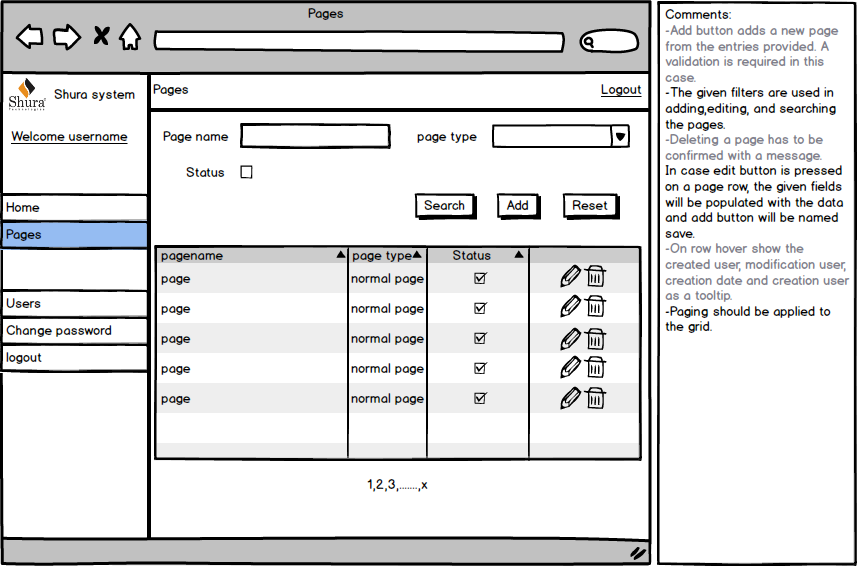 Pages
Shura
Technologies
Shura system
Welcome username
Home
Pages
Users
Change password
logout
Pages
Logout
Page name
page type
Status
Search
Add
Reset
pagename page type Status
page normal page
page normal page
page normal page
page normal page
page normal page
1,2,3,.......,x
Comments:
-Add button adds a new page
from the entries provided. A
validation is required in this
case.
-The given filters are used in
adding,editing, and searching
the pages.
-Deleting a page has to be
confirmed with a message.
In case edit button is pressed
on a page row, the given fields
will be populated with the data
and add button will be named
save.
-On row hover show the
created user, modification user,
creation date and creation user
as a tooltip.
-Paging should be applied to
the grid.